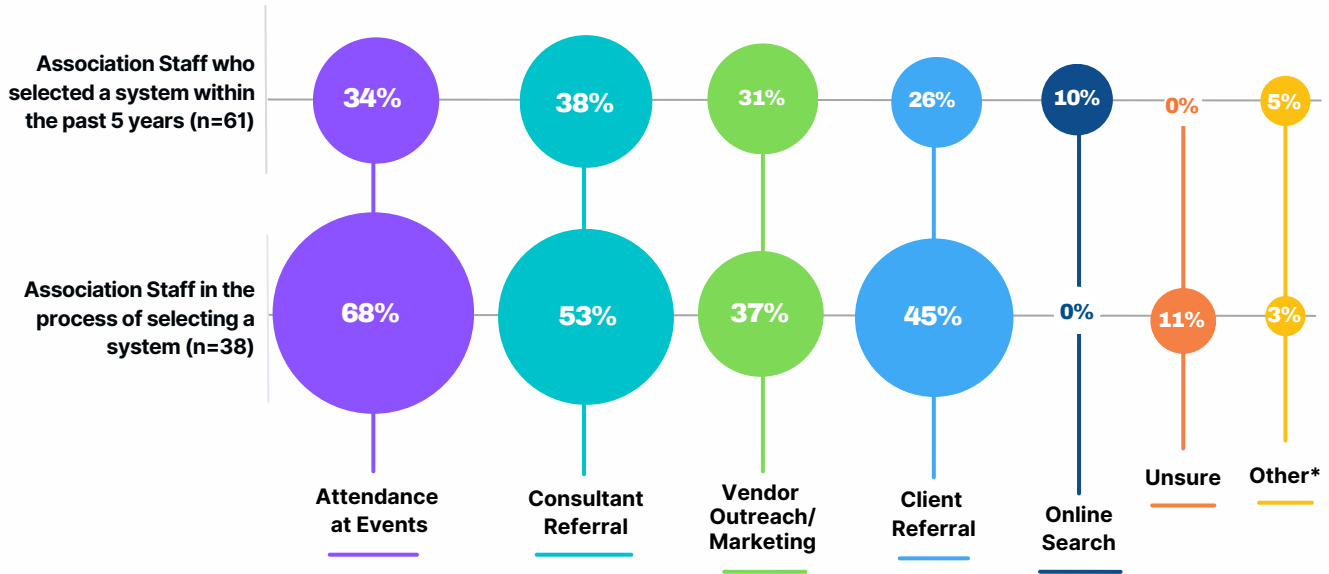 Association Staff who
selected a system within
the past 5 years (n=61)
34%
38%
31%
26%
10%
0%
5%
Association Staff in the
process of selecting a
system (n=38)
68%
53%
37%
45%
0%
11%
3%
Attendance
at Events
Consultant
Referral
Vendor
Outreach/
Marketing
Client
Referral
Online
Search
Unsure
Other*